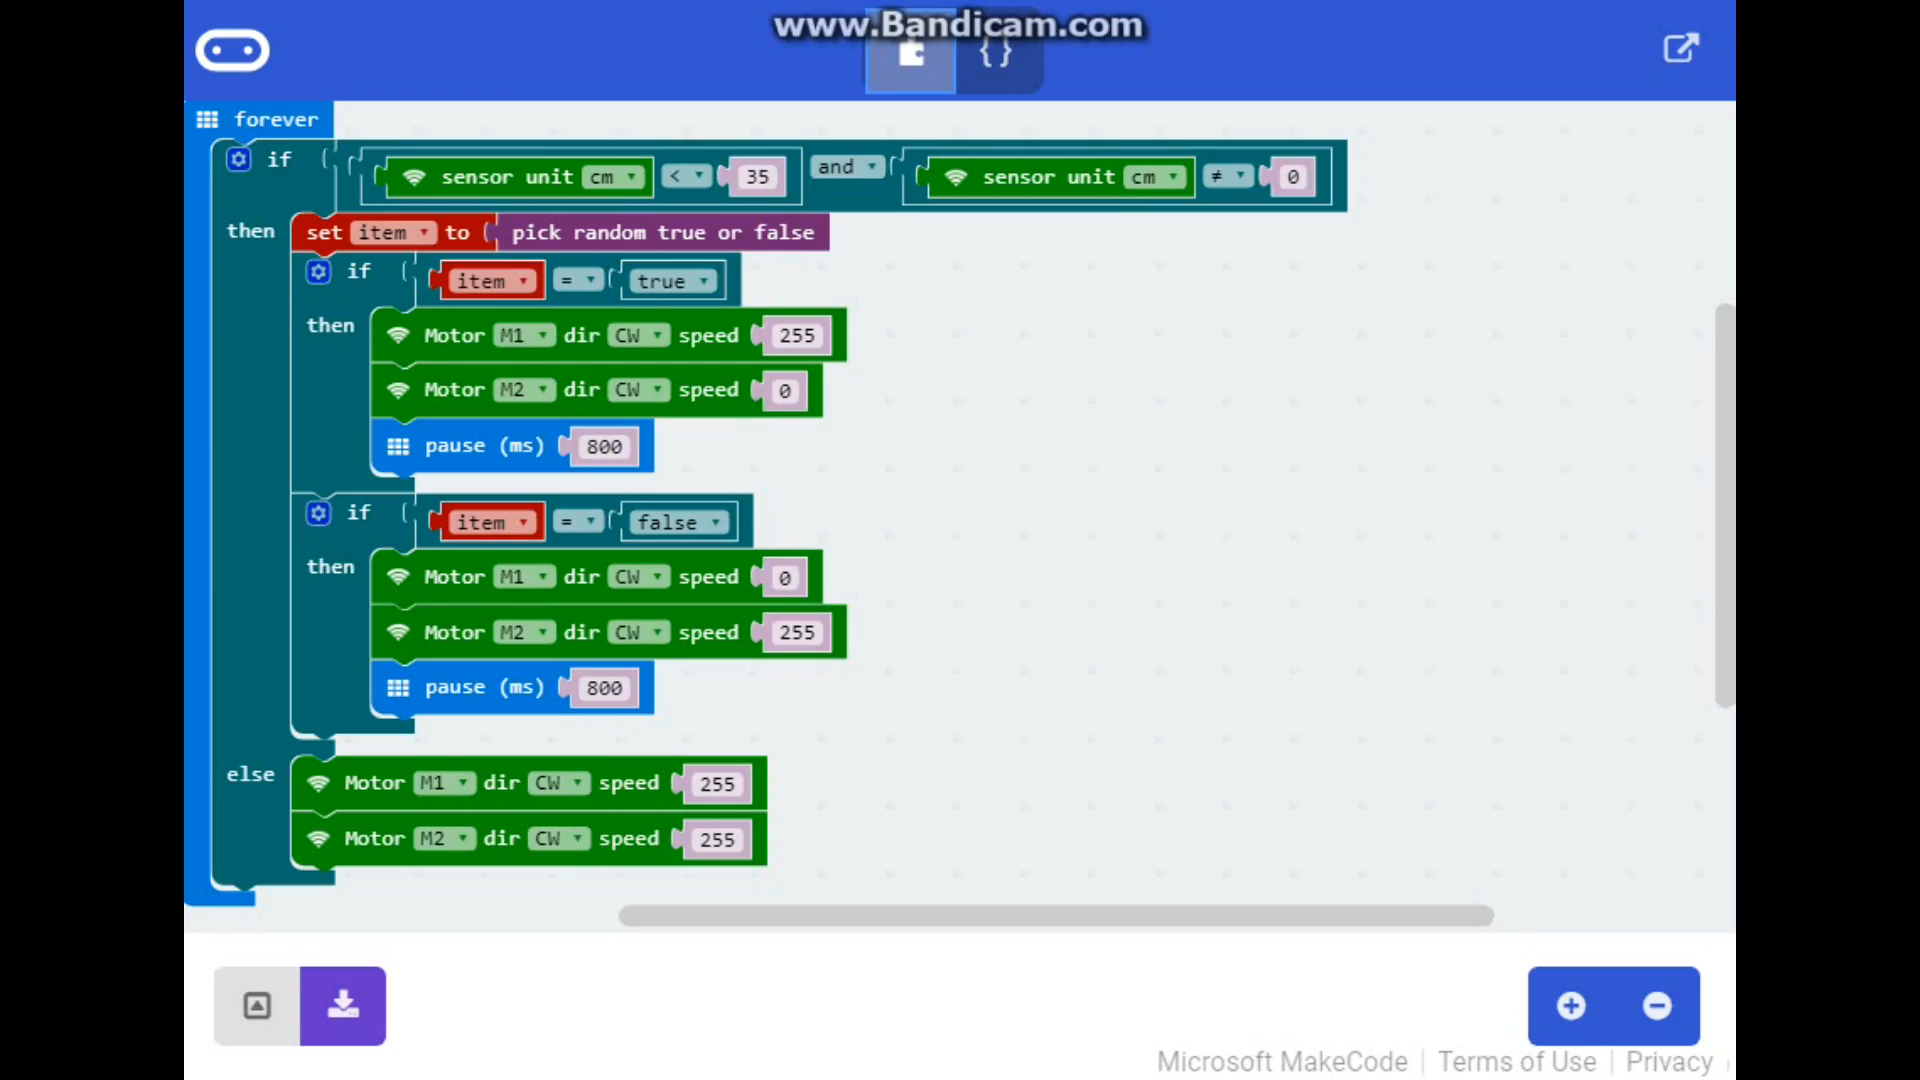 www.Bandicam.com
{}
forever
if sensor unit cm < 35 and sensor unit cm ≠ 0
then set item to pick random true or false
if item = true
then Motor M1 dir CW speed 255
Motor M2 dir CW speed 0
pause (ms) 800
if item = false
then Motor M1 dir CW speed 0
Motor M2 dir CW speed 255
pause (ms) 800
else Motor M1 dir CW speed 255
Motor M2 dir CW speed 255
Microsoft MakeCode | Terms of Use | Privacy